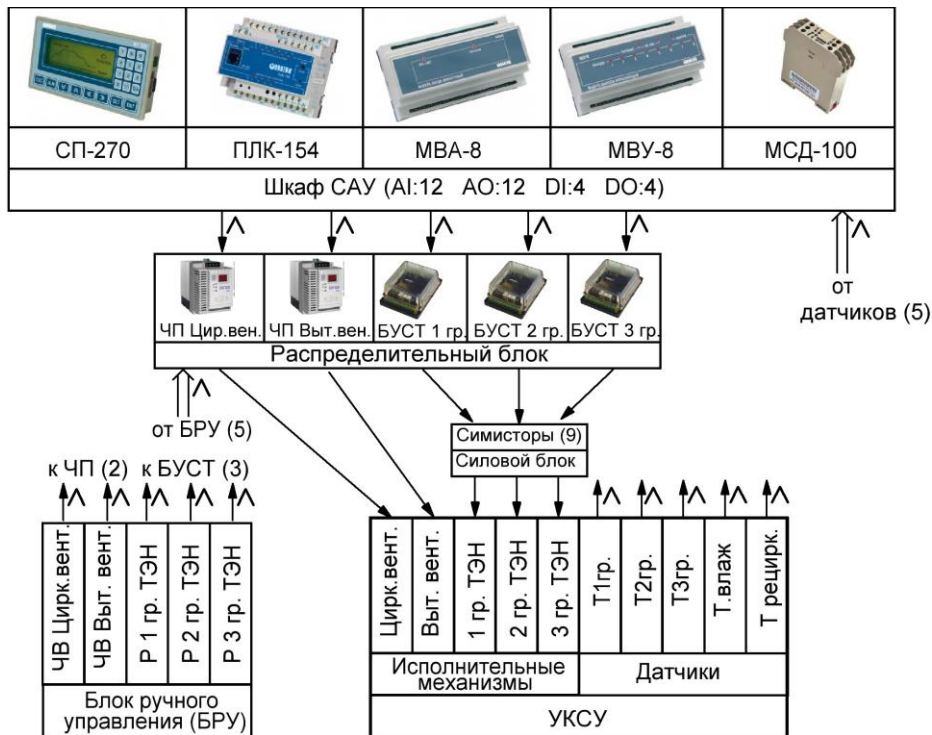 СП-270
ПЛК-154
МВА-8
МВУ-8
МСД-100
Шкаф САУ (AI:12 AO:12 DI:4 DO:4)
от
датчиков (5)
ЧП Цир.вен.
ЧП Выт.вен.
БУСТ 1 гр.
БУСТ 2 гр.
БУСТ 3 гр.
Распределительный блок
от БРУ (5)
Симисторы (9)
Силовой блок
к ЧП (2)
к БУСТ (3)
ЧВ Цирк.вент.
ЧВ Выт. вент.
Р 1 гр. ТЭН
Р 2 гр. ТЭН
Р 3 гр. ТЭН
Блок ручного
управления (БРУ)
Цирк.вент.
Выт. вент.
1 гр. ТЭН
2 гр. ТЭН
3 гр. ТЭН
Т1гр.
Т2гр.
Т3гр.
Т.влаж
Т рецирк.
Исполнительные
механизмы
Датчики
УКСУ